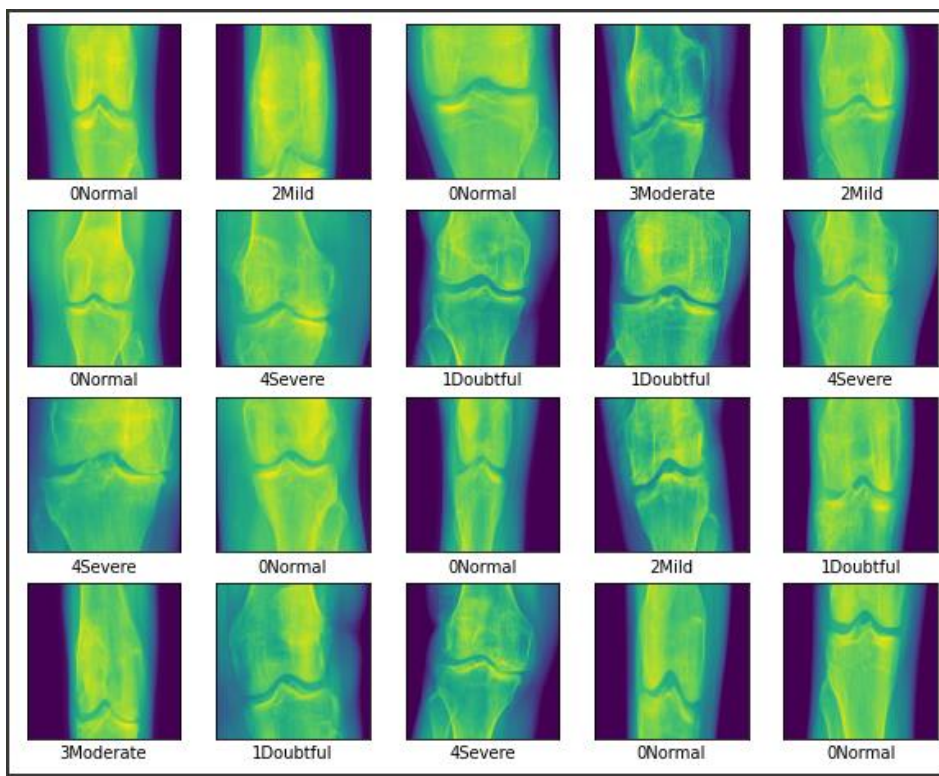 0Normal 2Mild 0Normal 3Moderate 2Mild
0Normal 4Severe 1Doubtful 1Doubtful 4Severe
4Severe 0Normal 0Normal 2Mild 1Doubtful
3Moderate 1Doubtful 4Severe 0Normal 0Normal